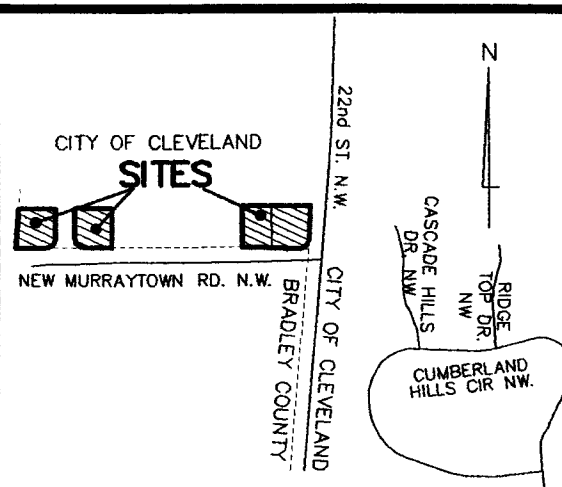 N
22nd ST. N.W.
CITY OF CLEVELAND
SITES
CASCADE HILLS
DR. NW
RIDGE
TOP DR.
NW
NEW MURRAYTOWN RD. N.W.
BRADLEY COUNTY
CITY OF CLEVELAND
CUMBERLAND
HILLS CIR NW.